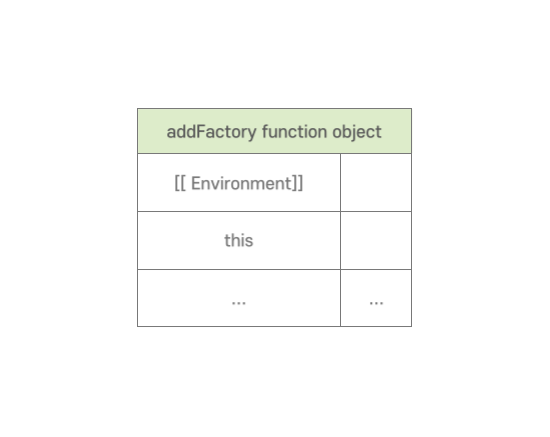 addFactory function object
[[ Environment]]
this
... ...